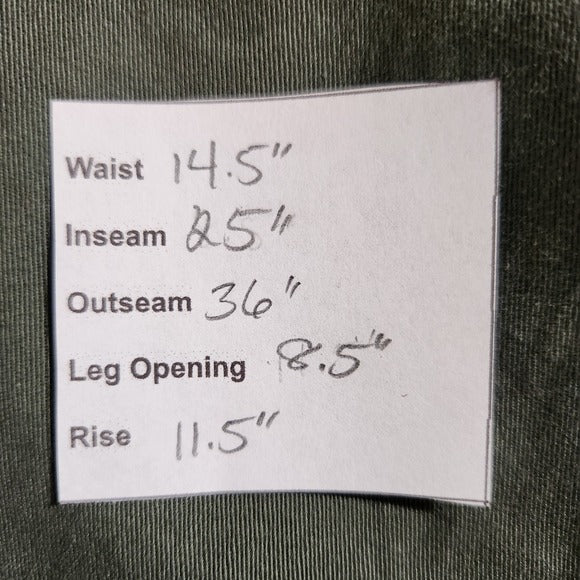 Waist 14.5"
Inseam 25"
Outseam 36"
Leg Opening 8.5"
Rise 11.5"